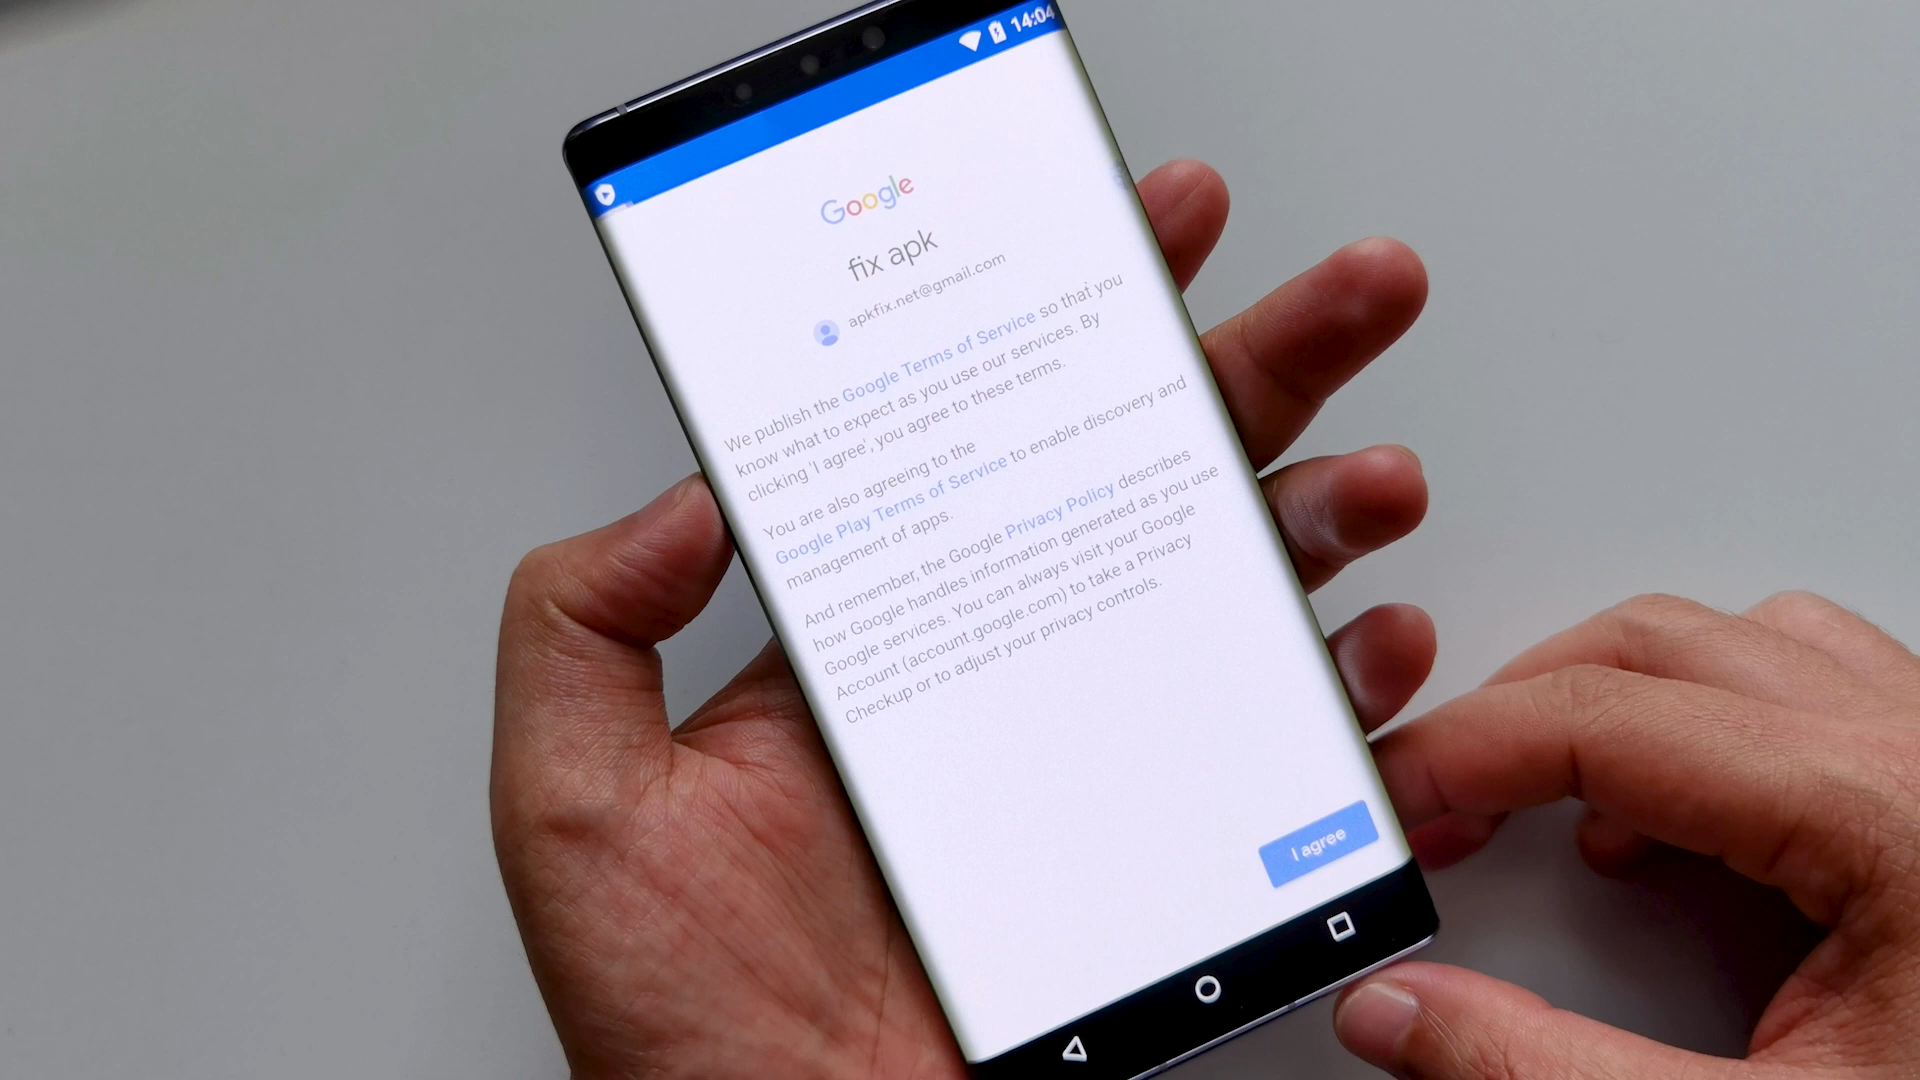 14:04
Google
fix apk
apkfix.net@gmail.com
We publish the Google Terms of Service so that you
know what to expect as you use our services. By
clicking 'I agree', you agree to these terms.
You are also agreeing to the
Google Play Terms of Service to enable discovery and
management of apps.
And remember, the Google Privacy Policy describes
how Google handles information generated as you use
Google services. You can always visit your Google
Account (account.google.com) to take a Privacy
Checkup or to adjust your privacy controls.
I agree